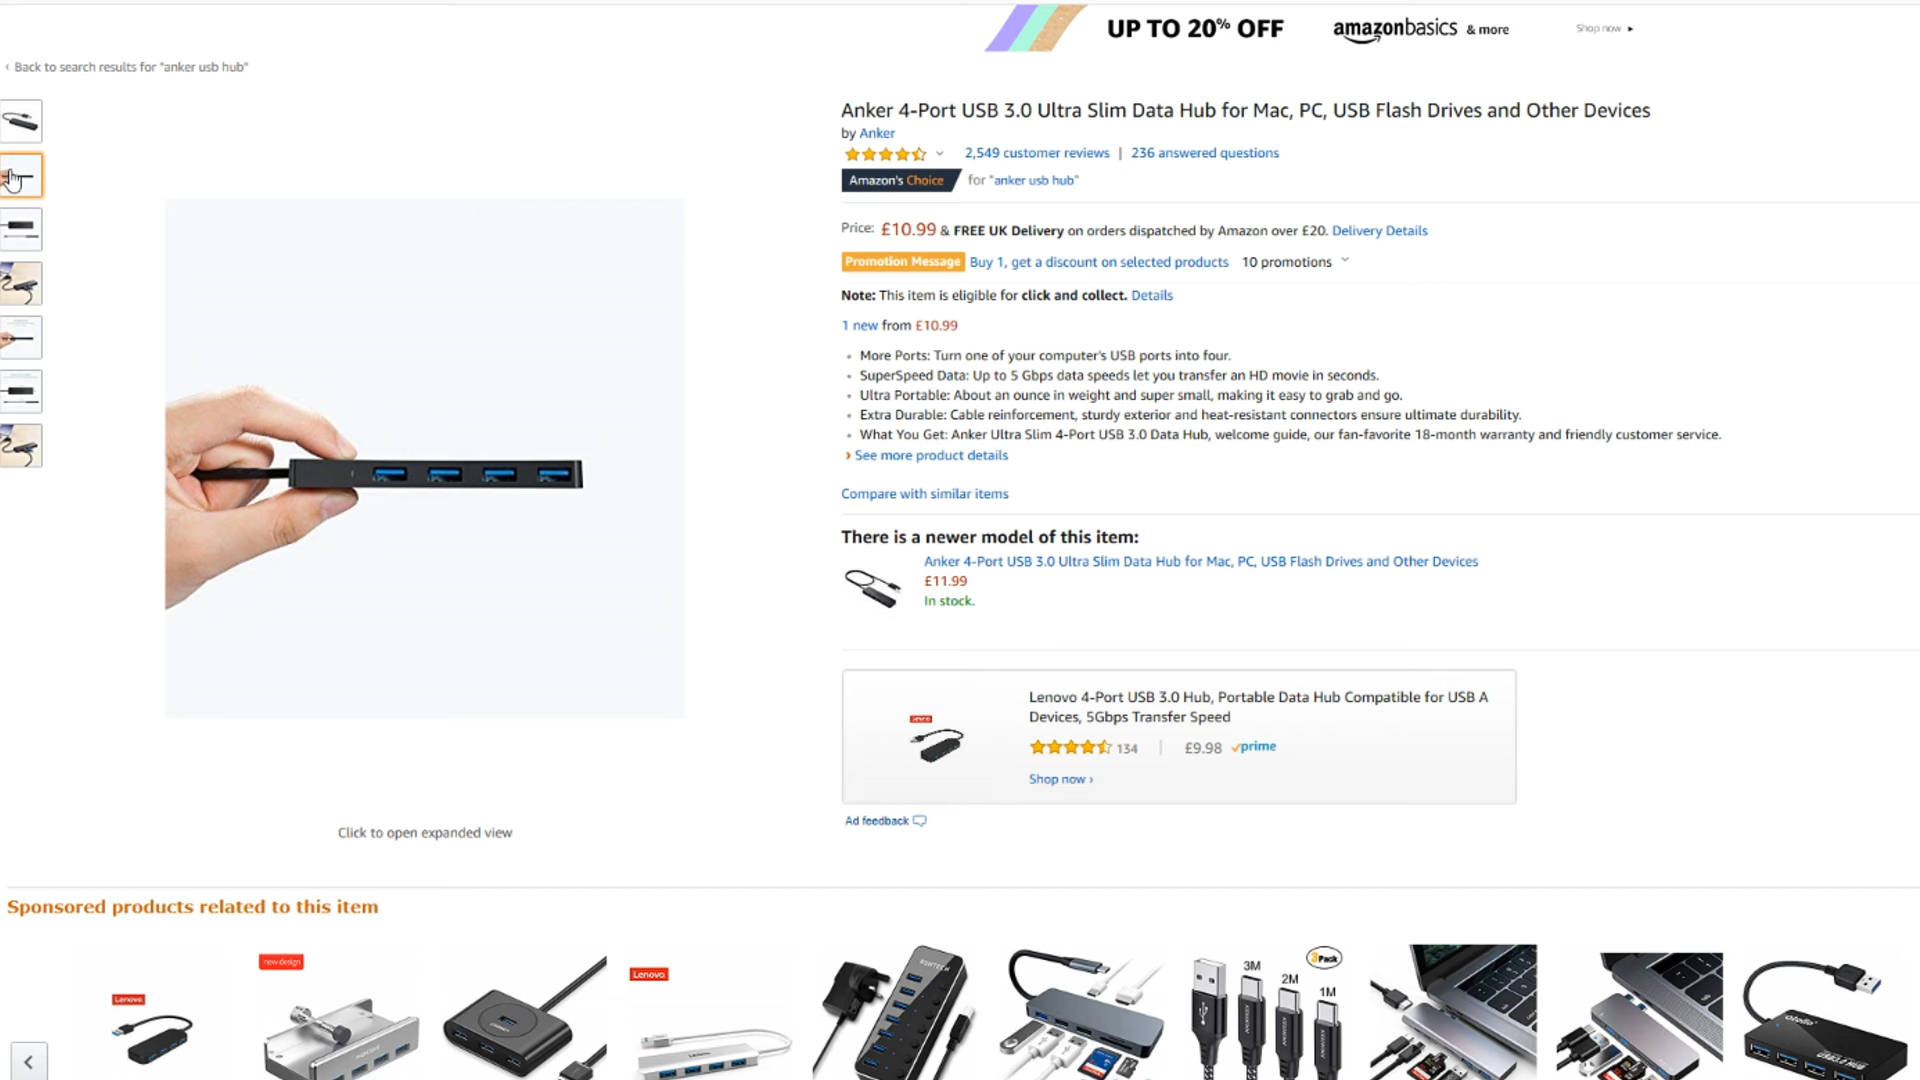 UP TO 20% OFF
amazonbasics & more
Shop now ▸
‹ Back to search results for "anker usb hub"
Anker 4-Port USB 3.0 Ultra Slim Data Hub for Mac, PC, USB Flash Drives and Other Devices
by Anker
2,549 customer reviews | 236 answered questions
Amazon's Choice for "anker usb hub"
Price: £10.99 & FREE UK Delivery on orders dispatched by Amazon over £20. Delivery Details
Promotion Message Buy 1, get a discount on selected products 10 promotions
Note: This item is eligible for click and collect. Details
1 new from £10.99
• More Ports: Turn one of your computer's USB ports into four.
• SuperSpeed Data: Up to 5 Gbps data speeds let you transfer an HD movie in seconds.
• Ultra Portable: About an ounce in weight and super small, making it easy to grab and go.
• Extra Durable: Cable reinforcement, sturdy exterior and heat-resistant connectors ensure ultimate durability.
• What You Get: Anker Ultra Slim 4-Port USB 3.0 Data Hub, welcome guide, our fan-favorite 18-month warranty and friendly customer service.
› See more product details
Compare with similar items
There is a newer model of this item:
Anker 4-Port USB 3.0 Ultra Slim Data Hub for Mac, PC, USB Flash Drives and Other Devices
£11.99
In stock.
Lenovo 4-Port USB 3.0 Hub, Portable Data Hub Compatible for USB A
Devices, 5Gbps Transfer Speed
134 | £9.98 prime
Shop now ›
Ad feedback
Click to open expanded view
Sponsored products related to this item
Lenovo
new design
Lenovo
3Pack
3M
2M
1M
USB3.0 HUB